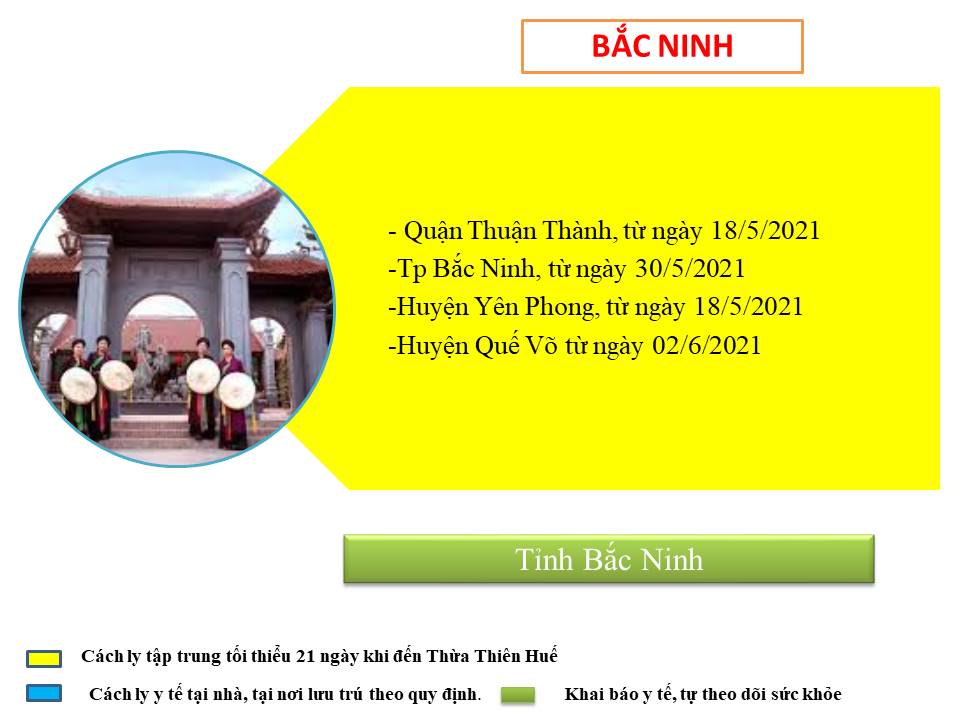 BẮC NINH
- Quận Thuận Thành, từ ngày 18/5/2021
-Tp Bắc Ninh, từ ngày 30/5/2021
-Huyện Yên Phong, từ ngày 18/5/2021
-Huyện Quế Võ từ ngày 02/6/2021
Tỉnh Bắc Ninh
Cách ly tập trung tối thiểu 21 ngày khi đến Thừa Thiên Huế
Cách ly y tế tại nhà, tại nơi lưu trú theo quy định.
Khai báo y tế, tự theo dõi sức khỏe